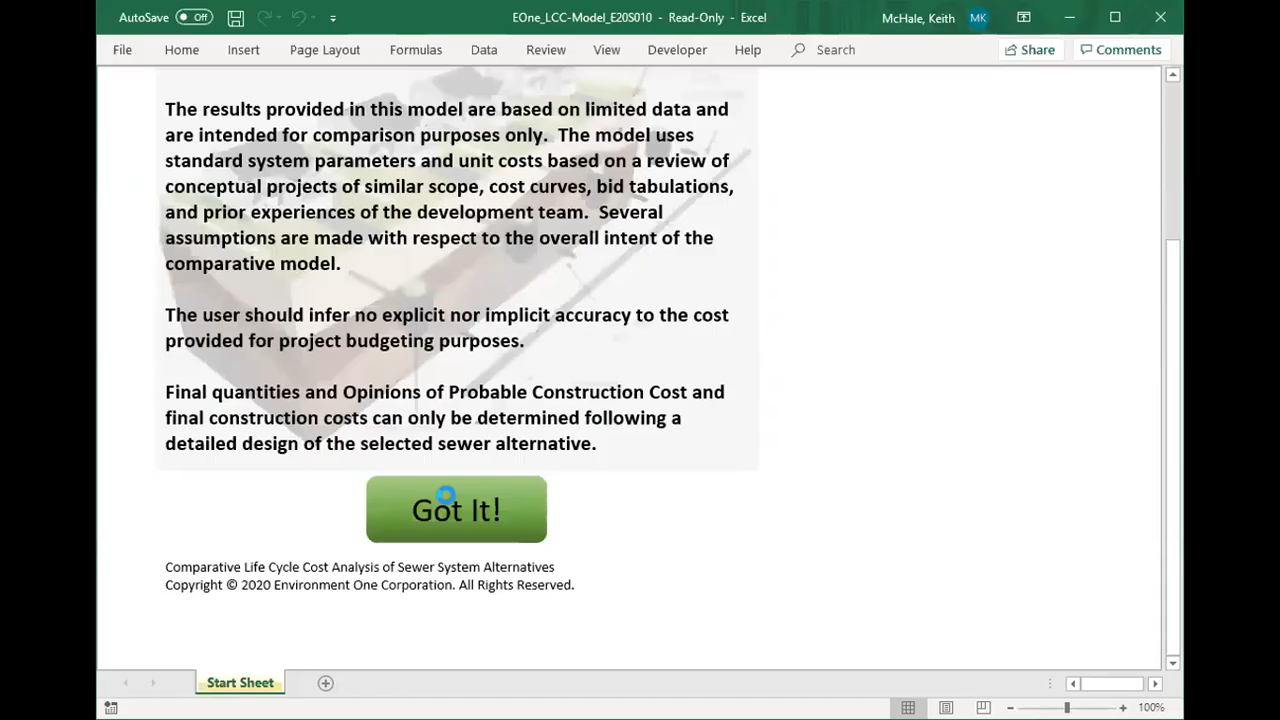 AutoSave Off EOne_LCC-Model_E20S010 - Read-Only - Excel McHale, Keith MK
File Home Insert Page Layout Formulas Data Review View Developer Help Search Share Comments
The results provided in this model are based on limited data and
are intended for comparison purposes only. The model uses
standard system parameters and unit costs based on a review of
conceptual projects of similar scope, cost curves, bid tabulations,
and prior experiences of the development team. Several
assumptions are made with respect to the overall intent of the
comparative model.
The user should infer no explicit nor implicit accuracy to the cost
provided for project budgeting purposes.
Final quantities and Opinions of Probable Construction Cost and
final construction costs can only be determined following a
detailed design of the selected sewer alternative.
Got It!
Comparative Life Cycle Cost Analysis of Sewer System Alternatives
Copyright © 2020 Environment One Corporation. All Rights Reserved.
Start Sheet
100%